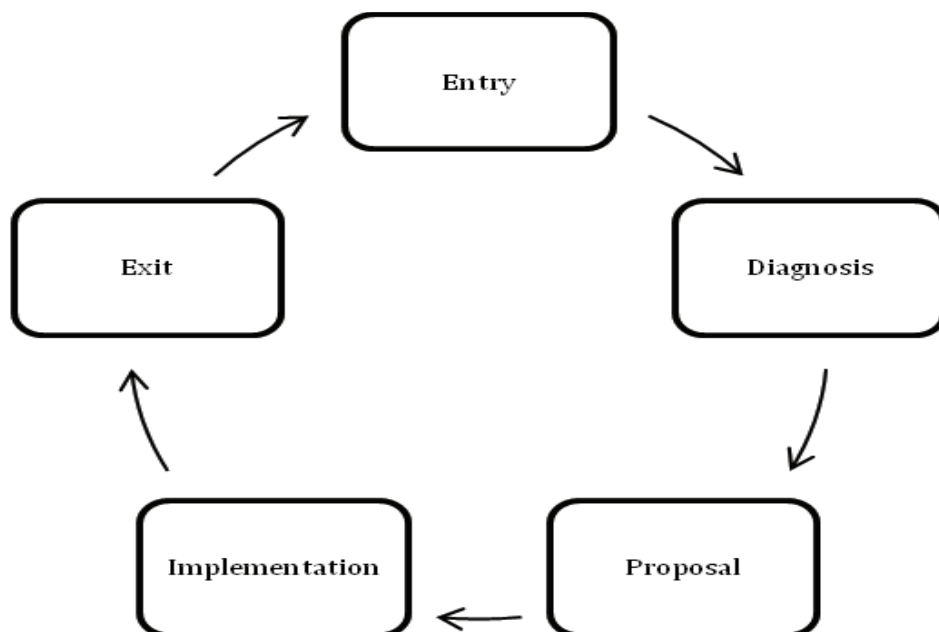 Entry
Diagnosis
Proposal
Implementation
Exit